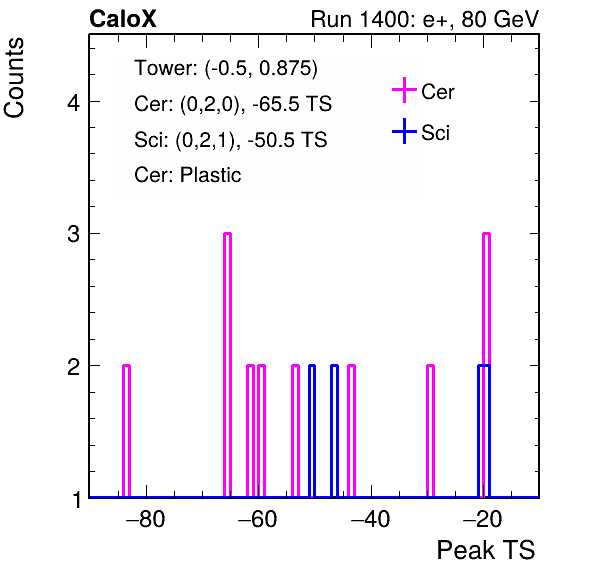 CaloX
Run 1400: e+, 80 GeV
Counts
Tower: (-0.5, 0.875)
Cer: (0,2,0), -65.5 TS
Sci: (0,2,1), -50.5 TS
Cer: Plastic
Cer
Sci
4
3
2
1
−80 −60 −40 −20
Peak TS